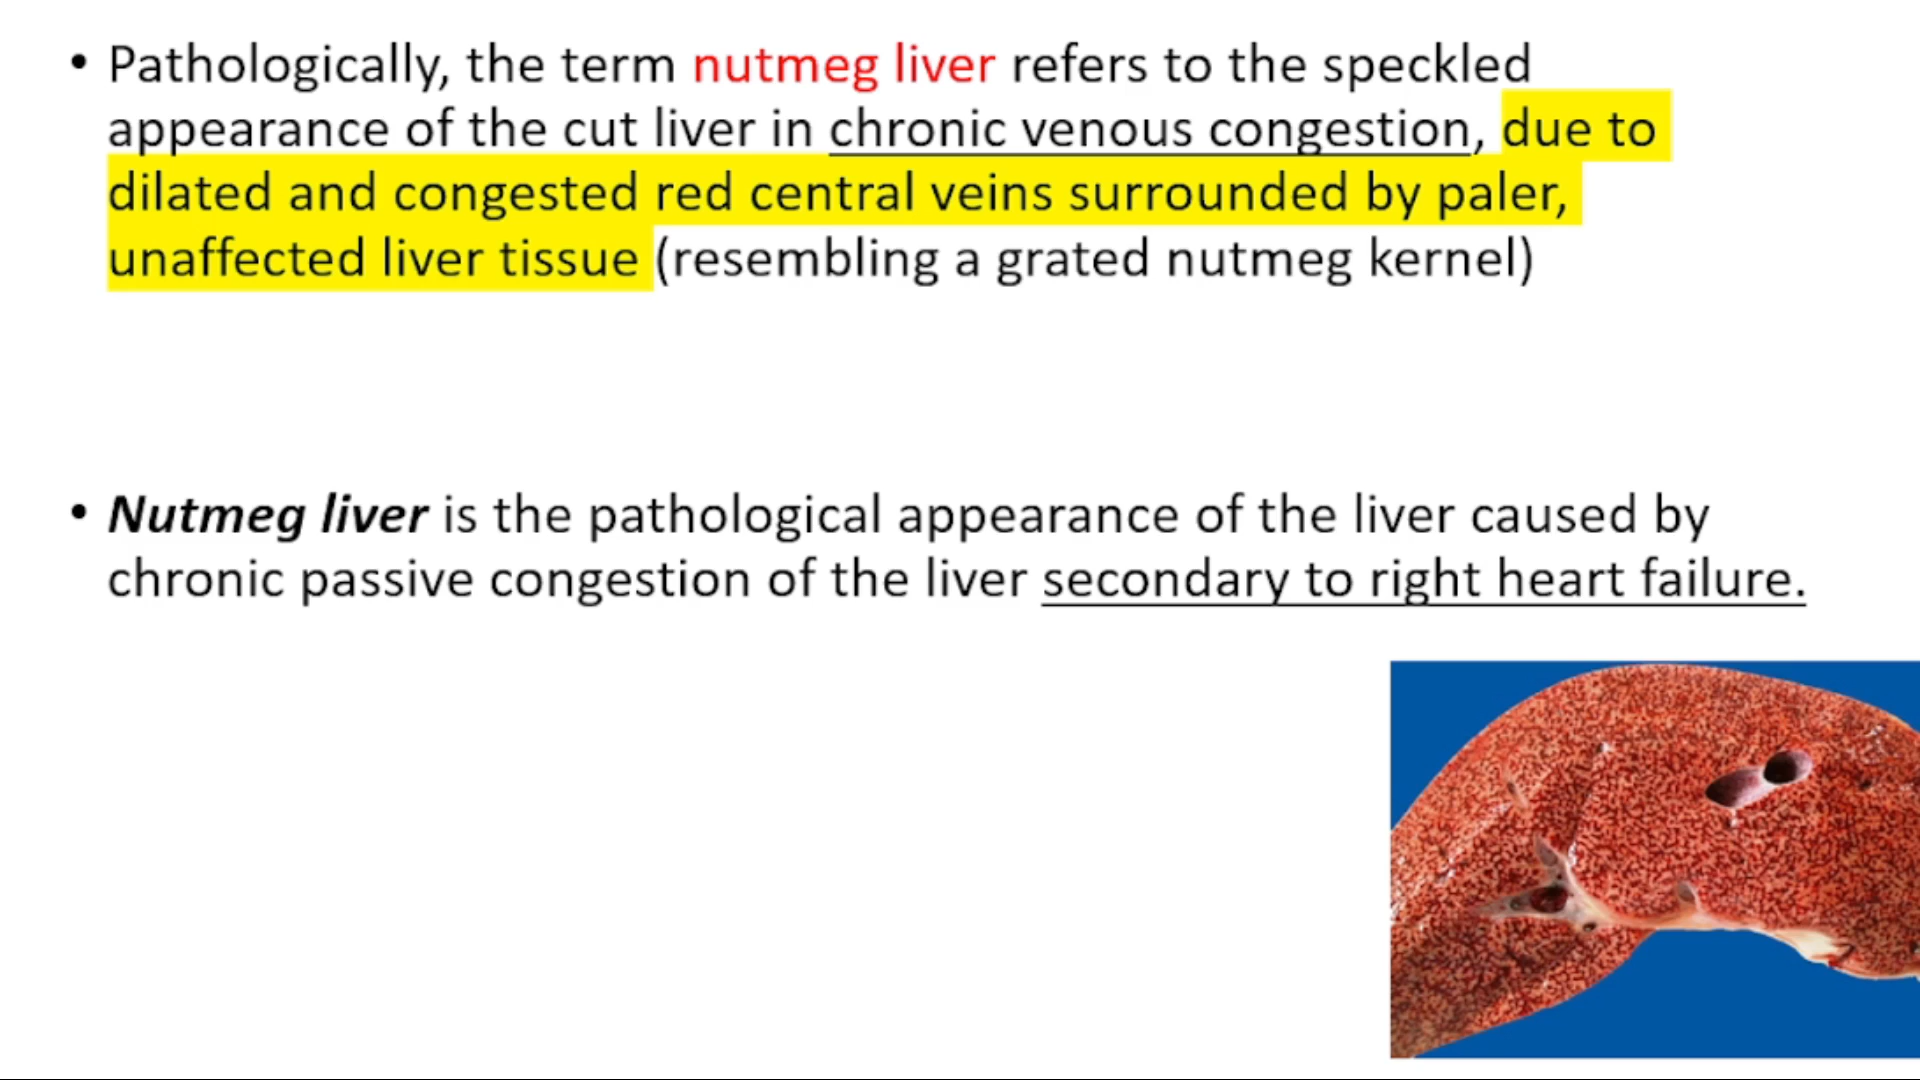 • Pathologically, the term nutmeg liver refers to the speckled
appearance of the cut liver in chronic venous congestion, due to
dilated and congested red central veins surrounded by paler,
unaffected liver tissue (resembling a grated nutmeg kernel)
• Nutmeg liver is the pathological appearance of the liver caused by
chronic passive congestion of the liver secondary to right heart failure.